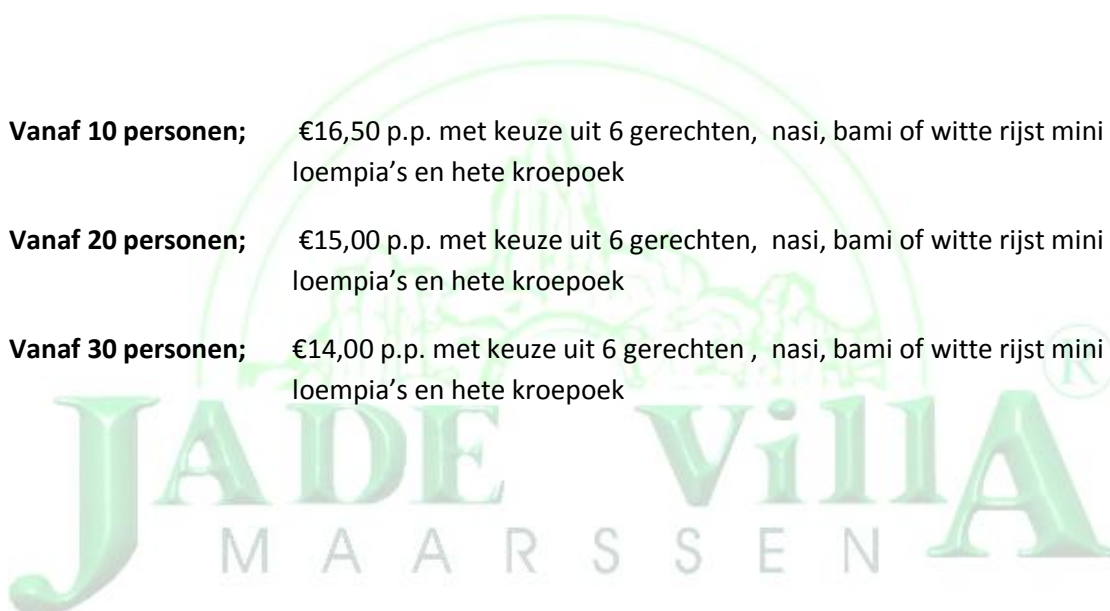 Vanaf 10 personen; €16,50 p.p. met keuze uit 6 gerechten, nasi, bami of witte rijst mini
loempia's en hete kroepoek
Vanaf 20 personen; €15,00 p.p. met keuze uit 6 gerechten, nasi, bami of witte rijst mini
loempia's en hete kroepoek
Vanaf 30 personen; €14,00 p.p. met keuze uit 6 gerechten , nasi, bami of witte rijst mini
loempia's en hete kroepoek
JADE VillA ®
MAARSSEN